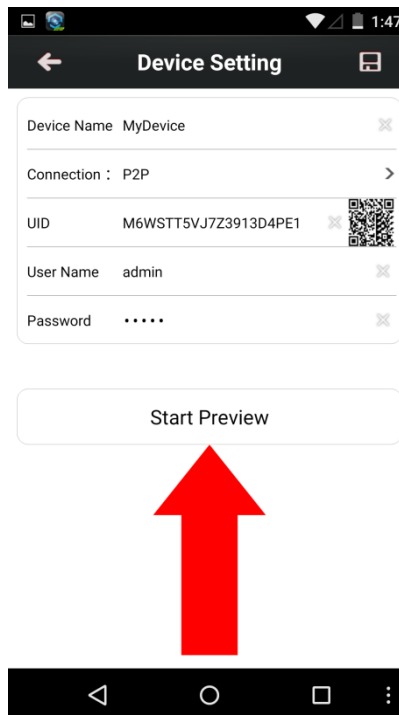 1:47
Device Setting
Device Name MyDevice
Connection： P2P
UID M6WSTT5VJ7Z3913D4PE1
User Name admin
Password •••••
Start Preview